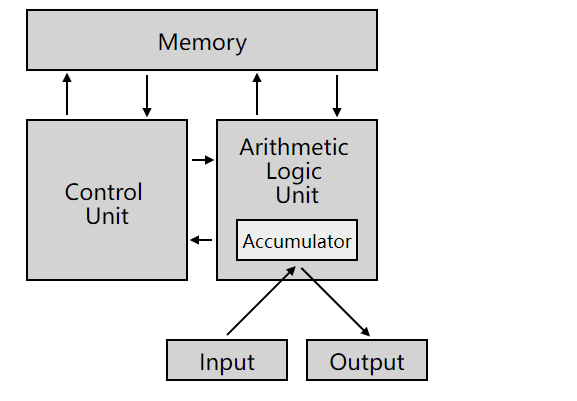 Memory
Control
Unit
Arithmetic
Logic
Unit
Accumulator
Input
Output